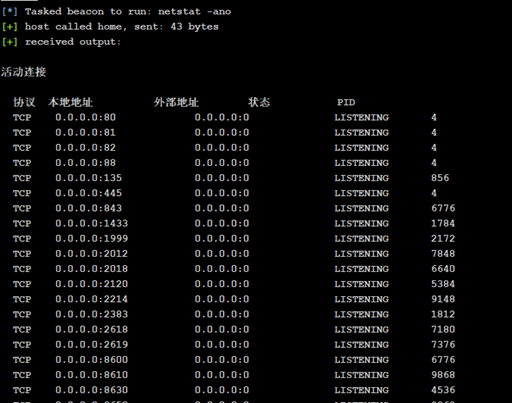 [*] Tasked beacon to run: netstat -ano
[+] host called home, sent: 43 bytes
[+] received output:
活动连接
协议 本地地址 外部地址 状态 PID
TCP 0.0.0.0:80 0.0.0.0:0 LISTENING 4
TCP 0.0.0.0:81 0.0.0.0:0 LISTENING 4
TCP 0.0.0.0:82 0.0.0.0:0 LISTENING 4
TCP 0.0.0.0:88 0.0.0.0:0 LISTENING 4
TCP 0.0.0.0:135 0.0.0.0:0 LISTENING 856
TCP 0.0.0.0:445 0.0.0.0:0 LISTENING 4
TCP 0.0.0.0:843 0.0.0.0:0 LISTENING 6776
TCP 0.0.0.0:1433 0.0.0.0:0 LISTENING 1784
TCP 0.0.0.0:1999 0.0.0.0:0 LISTENING 2172
TCP 0.0.0.0:2012 0.0.0.0:0 LISTENING 7848
TCP 0.0.0.0:2018 0.0.0.0:0 LISTENING 6640
TCP 0.0.0.0:2120 0.0.0.0:0 LISTENING 5384
TCP 0.0.0.0:2214 0.0.0.0:0 LISTENING 9148
TCP 0.0.0.0:2383 0.0.0.0:0 LISTENING 1812
TCP 0.0.0.0:2618 0.0.0.0:0 LISTENING 7180
TCP 0.0.0.0:2619 0.0.0.0:0 LISTENING 7376
TCP 0.0.0.0:8600 0.0.0.0:0 LISTENING 6776
TCP 0.0.0.0:8610 0.0.0.0:0 LISTENING 9868
TCP 0.0.0.0:8630 0.0.0.0:0 LISTENING 4536